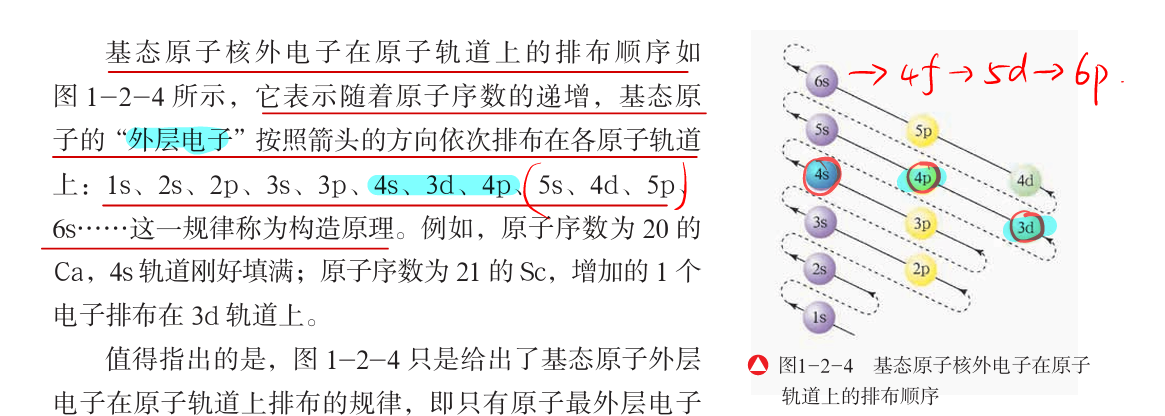 基态原子核外电子在原子轨道上的排布顺序如
图1-2-4所示，它表示随着原子序数的递增，基态原
子的“外层电子”按照箭头的方向依次排布在各原子轨道
上：1s、2s、2p、3s、3p、4s、3d、4p、5s、4d、5p、
6s……这一规律称为构造原理。例如，原子序数为20的
Ca，4s轨道刚好填满；原子序数为21的Sc，增加的1个
电子排布在3d轨道上。
值得指出的是，图1-2-4只是给出了基态原子外层
电子在原子轨道上排布的规律，即只有原子最外层电子
6s → 4f → 5d → 6p.
5s 5p
4s 4p 4d
3s 3p 3d
2s 2p
1s
图1-2-4 基态原子核外电子在原子
轨道上的排布顺序